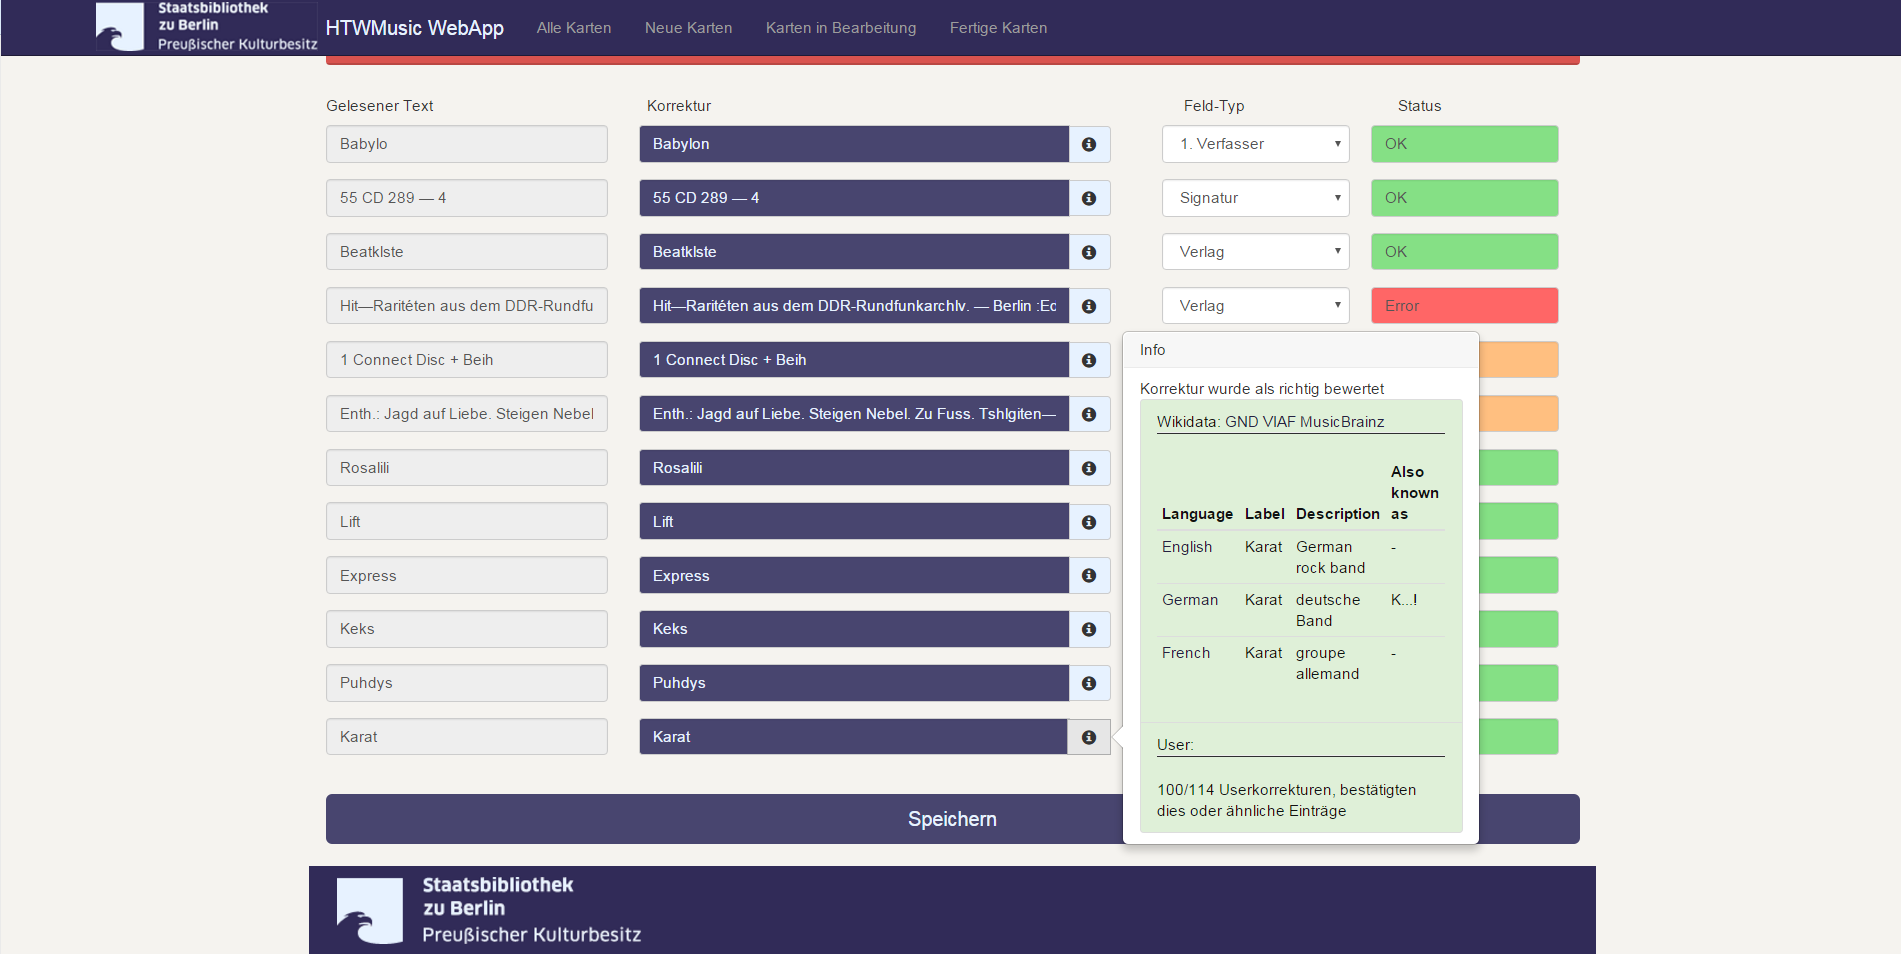 Staatsbibliothek
zu Berlin
Preußischer Kulturbesitz
HTWMusic WebApp
Alle Karten
Neue Karten
Karten in Bearbeitung
Fertige Karten
Gelesener Text Korrektur Feld-Typ Status
Babylo Babylon 1. Verfasser OK
55 CD 289 — 4 55 CD 289 — 4 Signatur OK
Beatklste Beatklste Verlag OK
Hit—Raritéten aus dem DDR-Rundfu Hit—Raritéten aus dem DDR-Rundfunkarchlv. — Berlin :Ec Verlag Error
1 Connect Disc + Beih 1 Connect Disc + Beih
Enth.: Jagd auf Liebe. Steigen Nebel Enth.: Jagd auf Liebe. Steigen Nebel. Zu Fuss. Tshlgiten—
Rosalili Rosalili
Lift Lift
Express Express
Keks Keks
Puhdys Puhdys
Karat Karat
Info
Korrektur wurde als richtig bewertet
Wikidata: GND VIAF MusicBrainz
Language Label Description Also known as
English Karat German rock band -
German Karat deutsche Band K...!
French Karat groupe allemand -
User:
100/114 Userkorrekturen, bestätigten
dies oder ähnliche Einträge
Speichern
Staatsbibliothek
zu Berlin
Preußischer Kulturbesitz